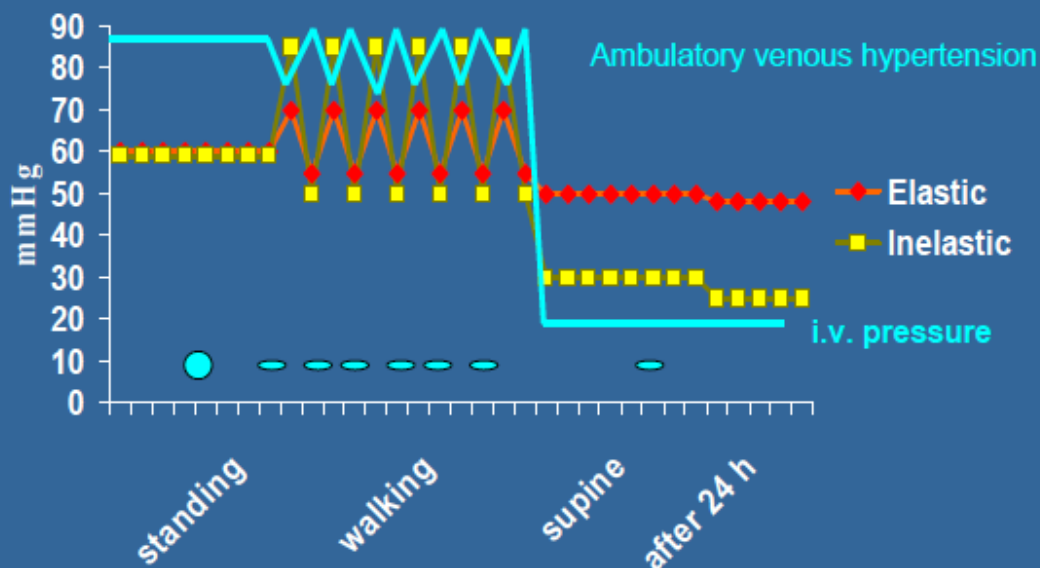 90
80
70
60
50
40
30
20
10
0
mmHg
Ambulatory venous hypertension
Elastic
Inelastic
i.v. pressure
standing
walking
supine
after 24 h